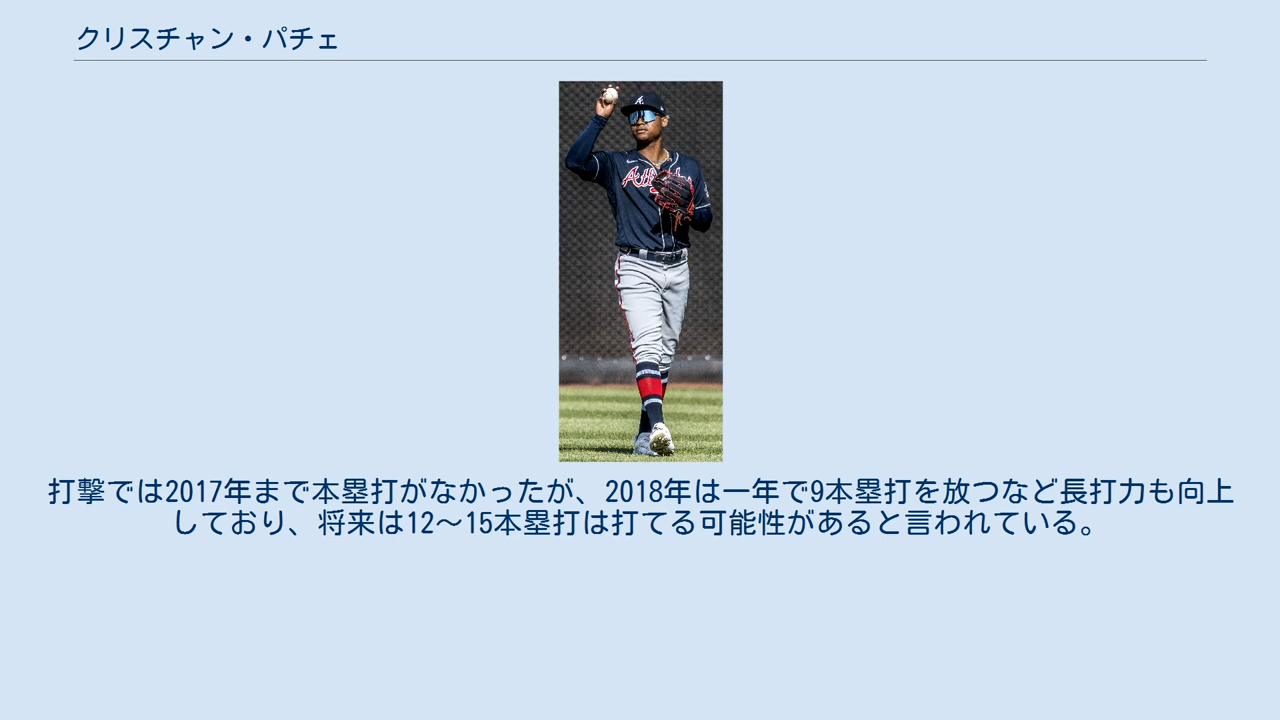 クリスチャン・パチェ
打撃では2017年まで本塁打がなかったが、2018年は一年で9本塁打を放つなど長打力も向上
しており、将来は12〜15本塁打は打てる可能性があると言われている。